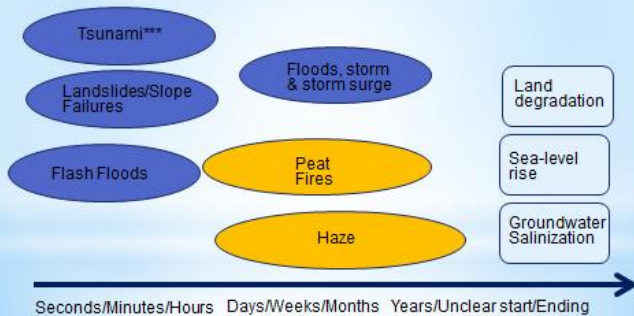 Tsunami***
Landslides/Slope
Failures
Flash Floods
Floods, storm
& storm surge
Peat
Fires
Haze
Land
degradation
Sea-level
rise
Groundwater
Salinization
Seconds/Minutes/Hours Days/Weeks/Months Years/Unclear start/Ending